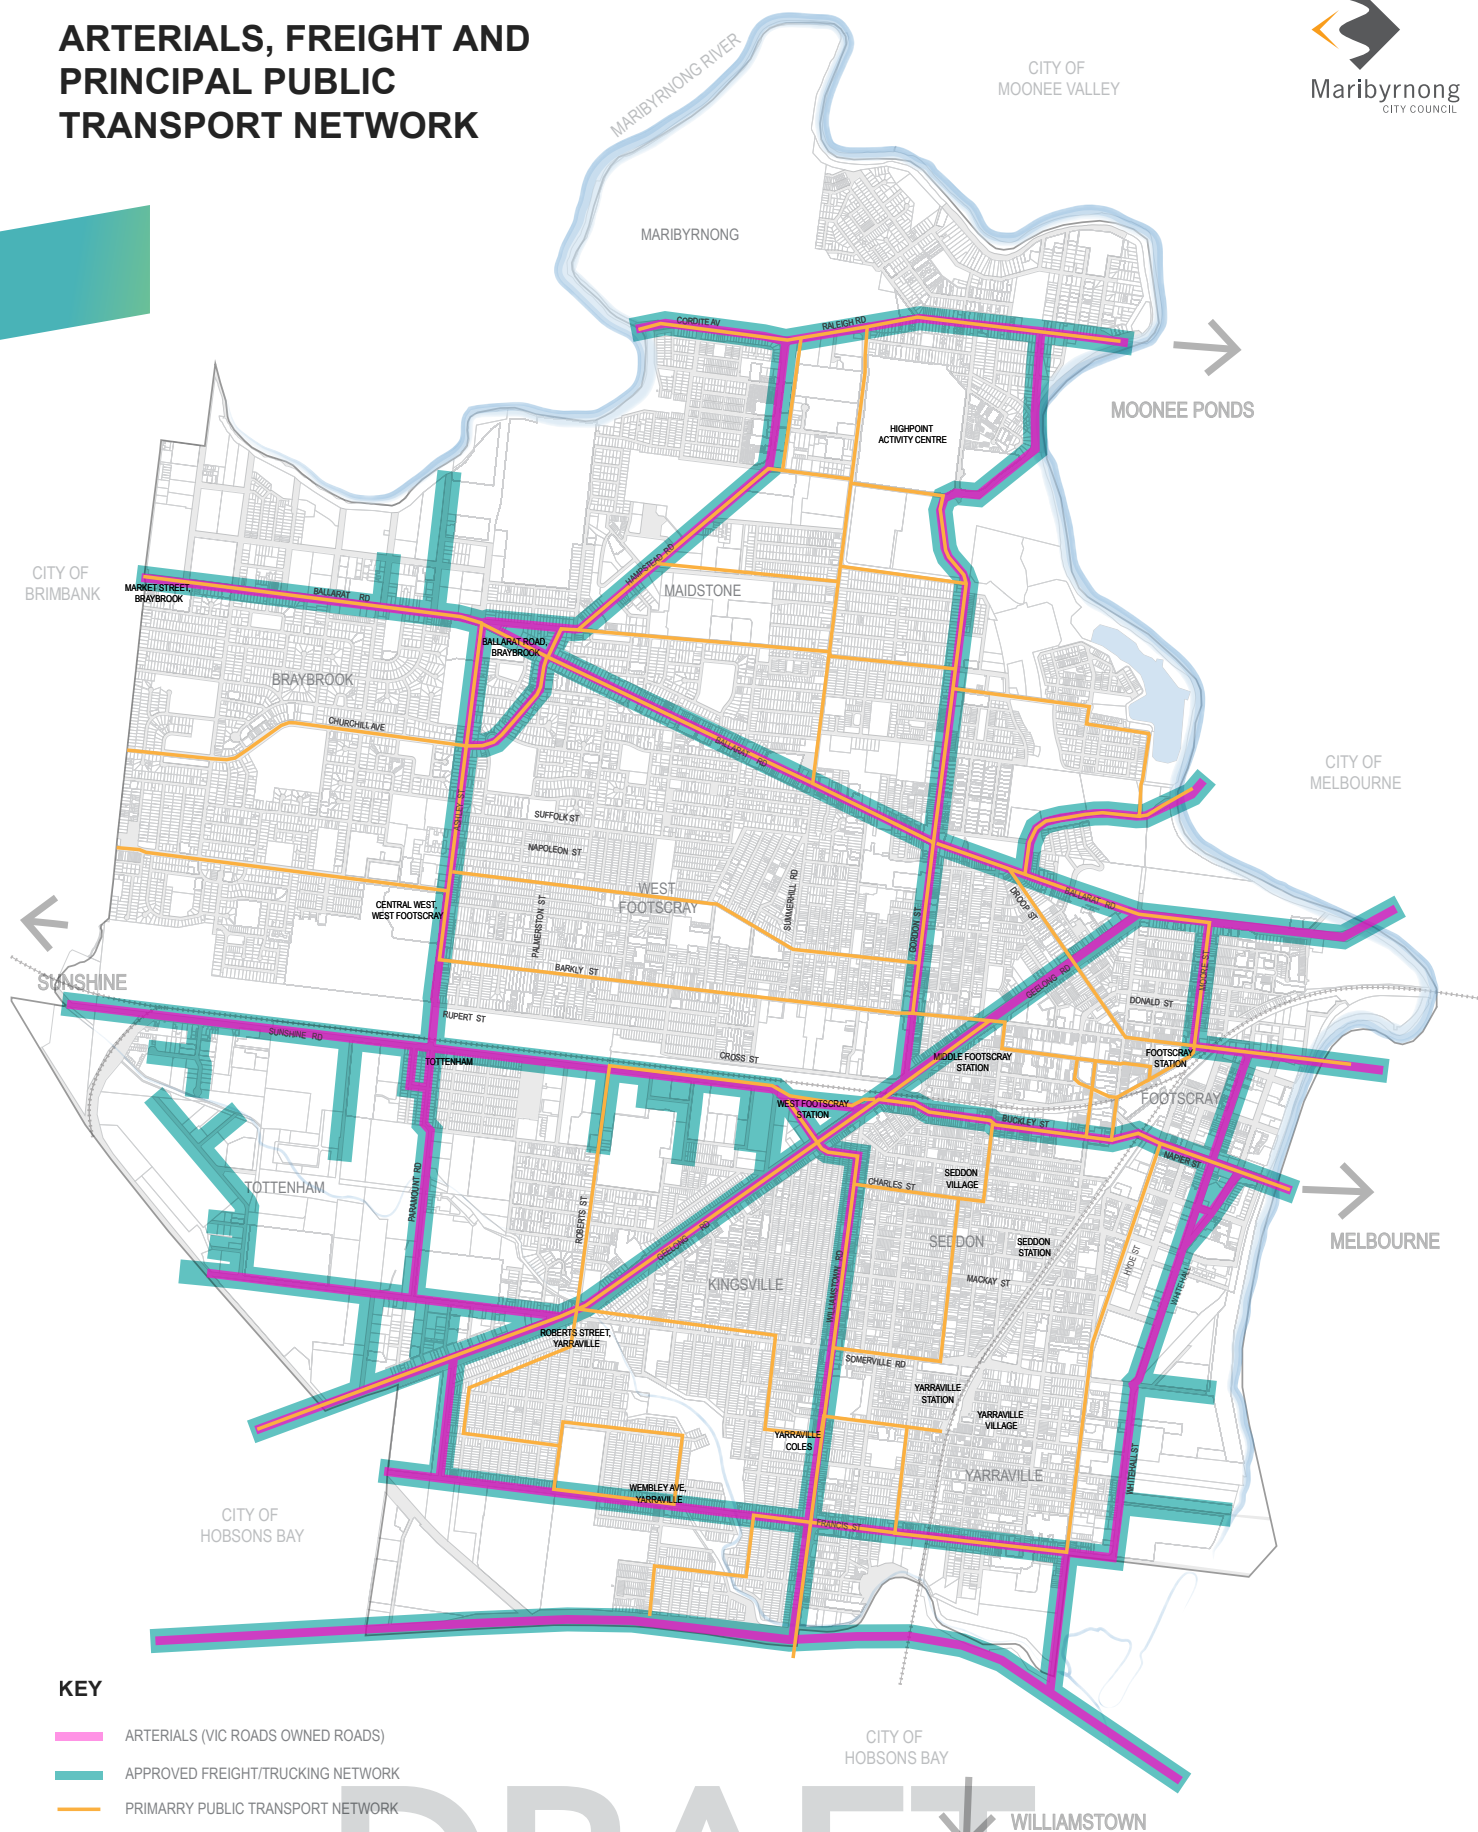 ARTERIALS, FREIGHT AND
PRINCIPAL PUBLIC
TRANSPORT NETWORK
Maribyrnong
CITY COUNCIL
MARIBYRNONG RIVER
CITY OF
MOONEE VALLEY
MARIBYRNONG
CORDITE AV
RALEIGH RD
MOONEE PONDS
HIGHPOINT
ACTIVITY CENTRE
CITY OF
BRIMBANK
MARKET STREET,
BRAYBROOK
BALLARAT RD
HAMPSTEAD RD
MAIDSTONE
BALLARAT ROAD,
BRAYBROOK
BRAYBROOK
CHURCHILL AVE
BALLARAT RD
CITY OF
MELBOURNE
ASHLEY ST
SUFFOLK ST
NAPOLEON ST
WEST
FOOTSCRAY
SUMMERHILL RD
PALMERSTON ST
CENTRAL WEST,
WEST FOOTSCRAY
DROOP ST
BALLARAT RD
GORDON ST
BARKLY ST
GEELONG RD
MOORE ST
DONALD ST
SUNSHINE
RUPERT ST
SUNSHINE RD
CROSS ST
TOTTENHAM
MIDDLE FOOTSCRAY
STATION
FOOTSCRAY
STATION
FOOTSCRAY
WEST FOOTSCRAY
STATION
BUCKLEY ST
NAPIER ST
TOTTENHAM
PARAMOUNT RD
ROBERTS ST
GEELONG RD
CHARLES ST
SEDDON
VILLAGE
SEDDON
SEDDON
STATION
MELBOURNE
HYDE ST
WHITEHALL
MACKAY ST
KINGSVILLE
WILLIAMSTOWN RD
ROBERTS STREET,
YARRAVILLE
SOMERVILLE RD
YARRAVILLE
STATION
YARRAVILLE
VILLAGE
YARRAVILLE
COLES
YARRAVILLE
WHITEHALL ST
WEMBLEY AVE,
YARRAVILLE
FRANCIS ST
CITY OF
HOBSONS BAY
CITY OF
HOBSONS BAY
WILLIAMSTOWN
KEY
ARTERIALS (VIC ROADS OWNED ROADS)
APPROVED FREIGHT/TRUCKING NETWORK
PRIMARRY PUBLIC TRANSPORT NETWORK
DRAFT